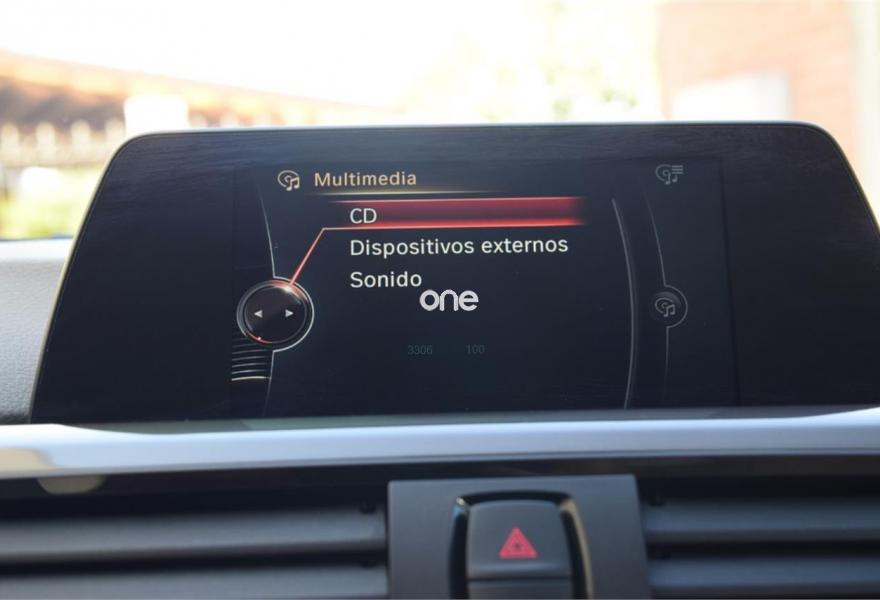 Multimedia
CD
Dispositivos externos
Sonido
one
3306 100